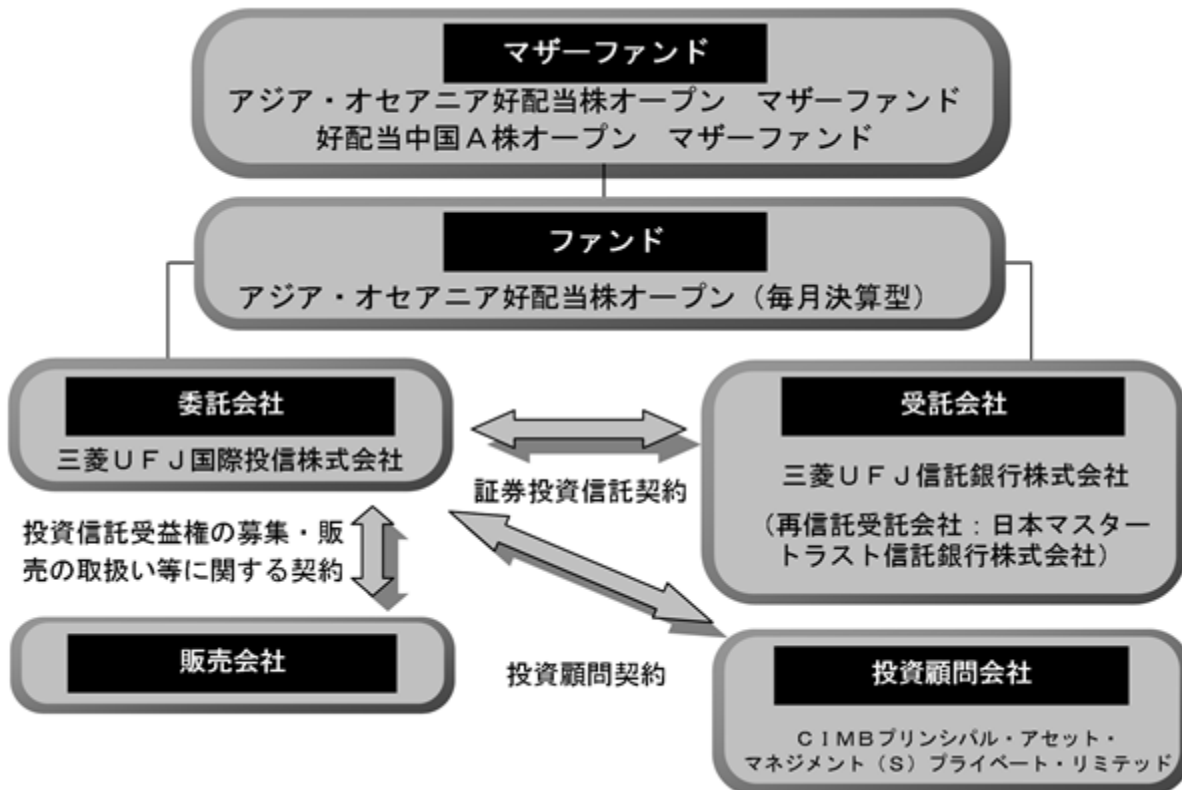 マザーファンド
アジア・オセアニア好配当株オープン　マザーファンド
好配当中国Ａ株オープン　マザーファンド
ファンド
アジア・オセアニア好配当株オープン（毎月決算型）
委託会社
三菱ＵＦＪ国際投信株式会社
受託会社
三菱ＵＦＪ信託銀行株式会社
（再信託受託会社：日本マスター
トラスト信託銀行株式会社）
証券投資信託契約
投資信託受益権の募集・販
売の取扱い等に関する契約
販売会社
投資顧問契約
投資顧問会社
ＣＩＭＢプリンシパル・アセット・
マネジメント（Ｓ）プライベート・リミテッド